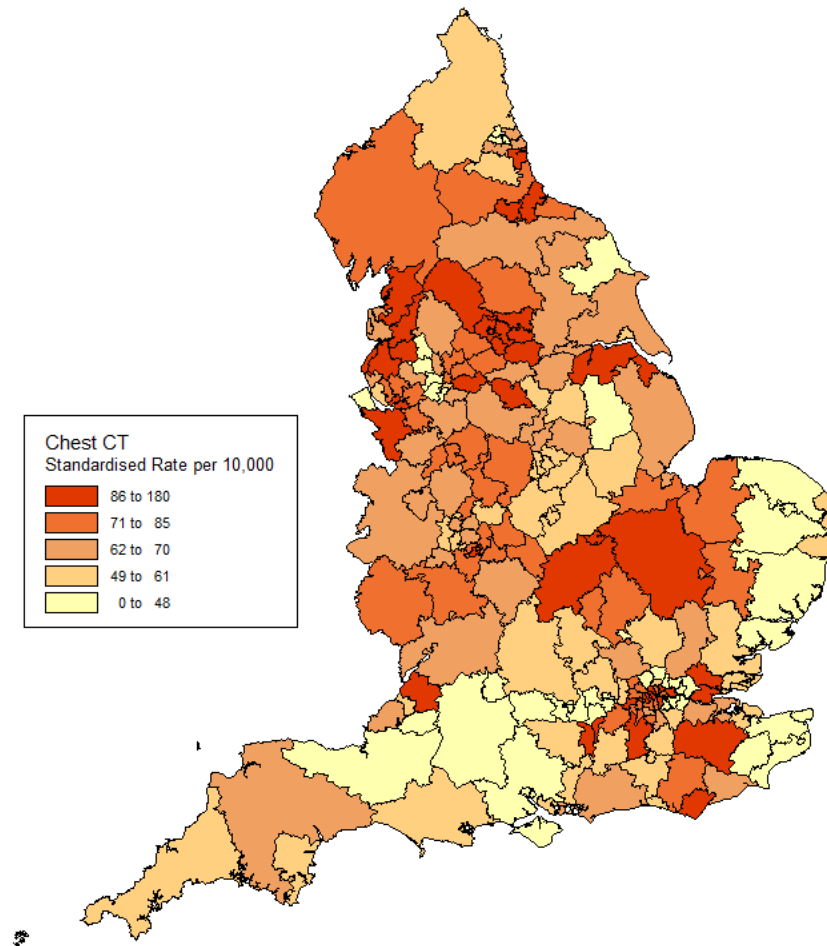 Chest CT
Standardised Rate per 10,000
86 to 180
71 to 85
62 to 70
49 to 61
0 to 48